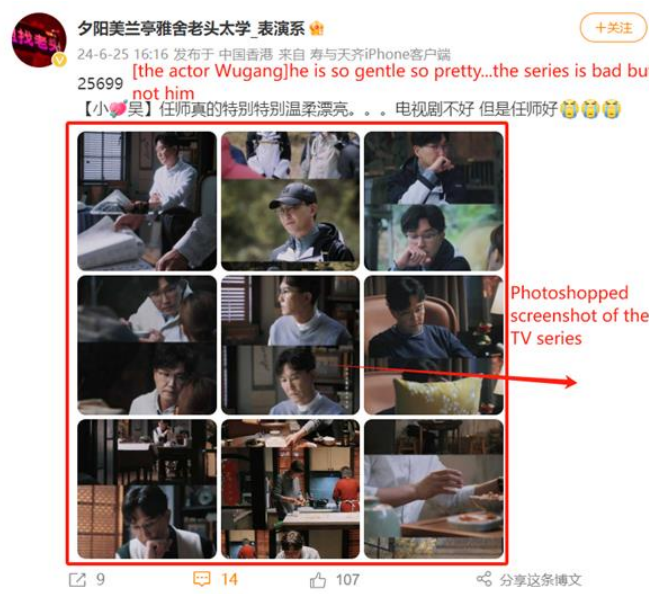 找老头
夕阳美兰亭雅舍老头太学_表演系
+关注
24-6-25 16:16 发布于 中国香港 来自 寿与天齐iPhone客户端
25699 [the actor Wugang]he is so gentle so pretty...the series is bad bu
not him
【小💘吴】任师真的特别特别温柔漂亮。。。电视剧不好 但是任师好😭😭😭
Photoshopped
screenshot of the
TV series
9
14
107
分享这条博文